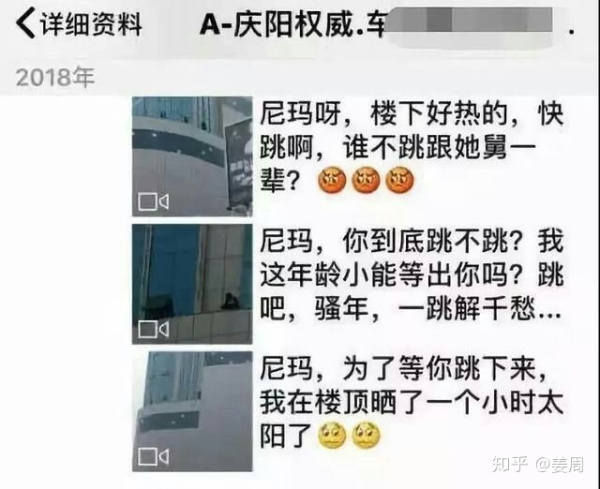 详细资料
A-庆阳权威.车
2018年
尼玛呀，楼下好热的，快
跳啊，谁不跳跟她舅一
辈？
尼玛，你到底跳不跳？我
这年龄小能等出你吗？跳
吧，骚年，一跳解千愁...
尼玛，为了等你跳下来，
我在楼顶晒了一个小时太
阳了
知乎 @姜周